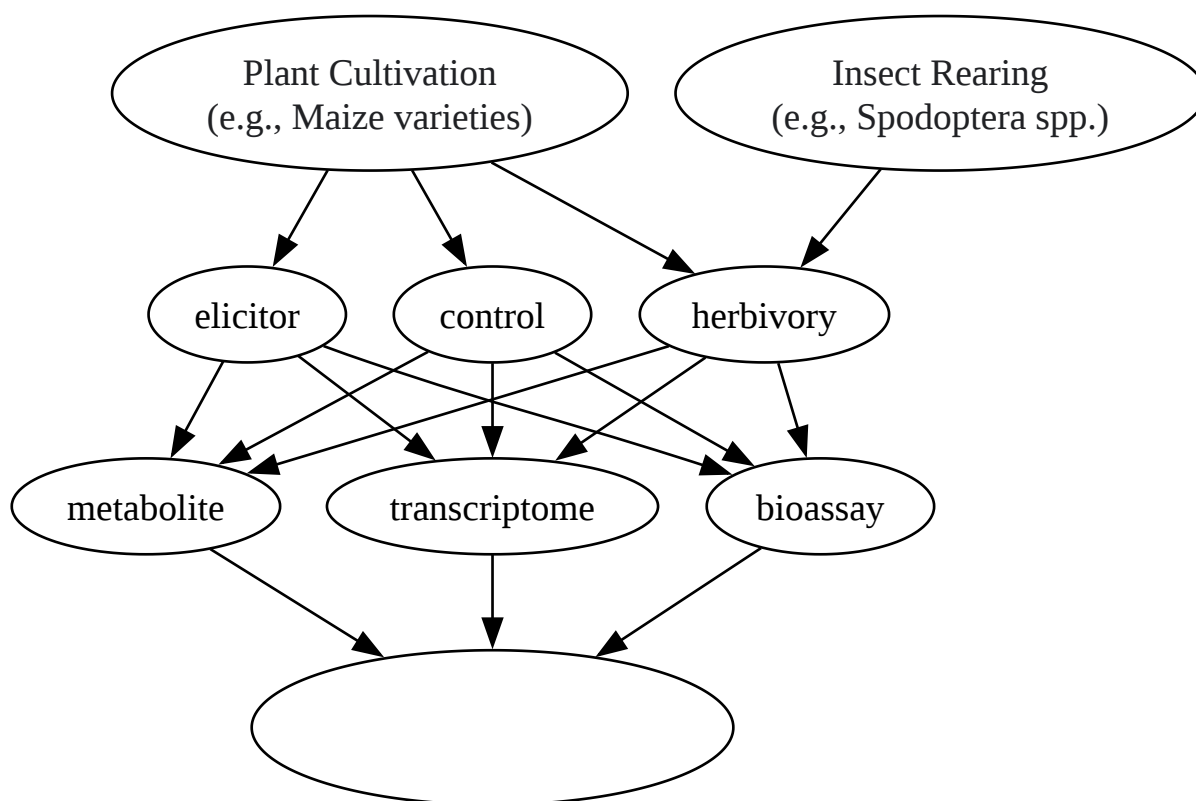 Plant Cultivation
(e.g., Maize varieties)
Insect Rearing
(e.g., Spodoptera spp.)
elicitor
control
herbivory
metabolite
transcriptome
bioassay